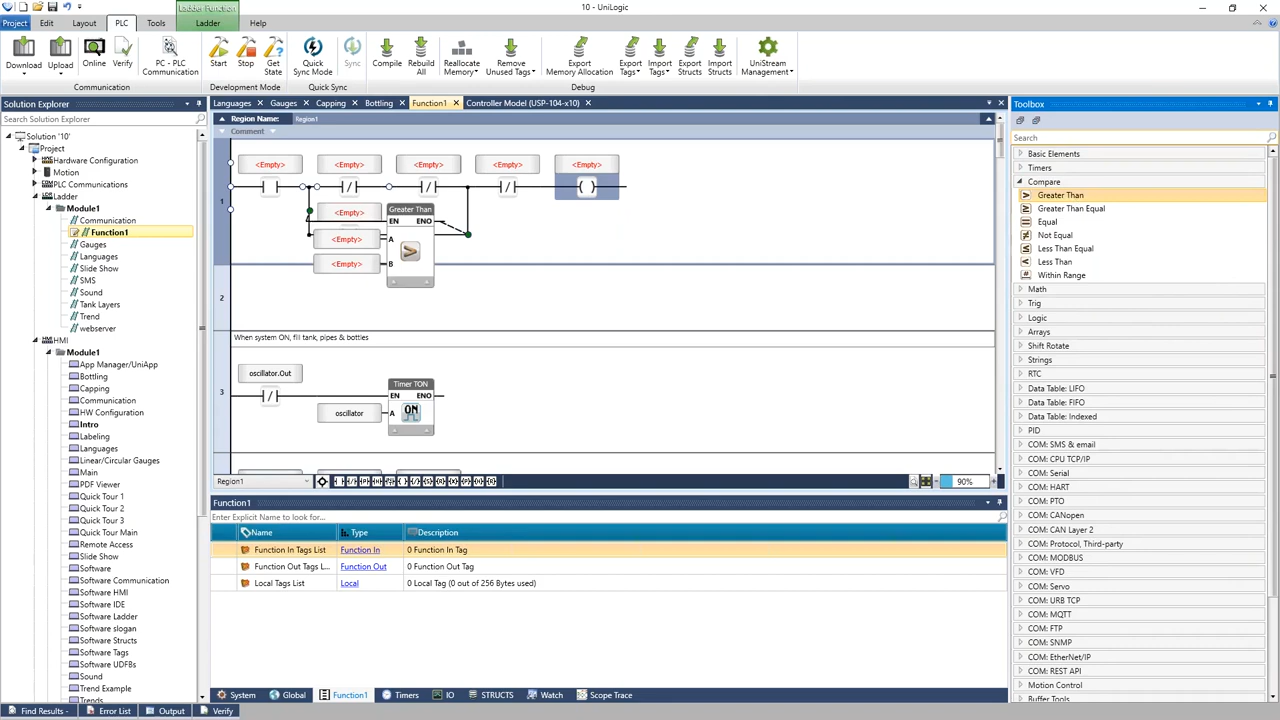 Ladder Function
10 - UniLogic
Project Edit Layout PLC Tools Ladder Help
Download Upload Online Verify PC - PLC Communication Start Stop Get State Quick Sync Mode Sync Compile Rebuild All Reallocate Memory Remove Unused Tags Export Memory Allocation Export Tags Import Tags Export Structs Import Structs UniStream Management
Communication Development Mode Quick Sync Debug
Solution Explorer
Search Solution Explorer
Solution '10'
Project
Hardware Configuration
Motion
PLC Communications
Ladder
Module1
Communication
Function1
Gauges
Languages
Slide Show
SMS
Sound
Tank Layers
Trend
webserver
HMI
Module1
App Manager/UniApp
Bottling
Capping
Communication
HW Configuration
Intro
Labeling
Languages
Linear/Circular Gauges
Main
PDF Viewer
Quick Tour 1
Quick Tour 2
Quick Tour 3
Quick Tour Main
Remote Access
Slide Show
Software
Software Communication
Software HMI
Software IDE
Software Ladder
Software slogan
Software Structs
Software Tags
Software UDFBs
Sound
Trend Example
Trends
Languages Gauges Capping Bottling Function1 Controller Model (USP-104-x10)
Region Name: Region1
Comment
<Empty> <Empty> <Empty> <Empty> <Empty>
1
<Empty> Greater Than
EN ENO
<Empty> A
>
<Empty> B
2
When system ON, fill tank, pipes & bottles
oscillator.Out
Timer TON
3
EN ENO
oscillator A ON
Region1
90%
Function1
Enter Explicit Name to look for...
Name Type Description
Function In Tags List Function In 0 Function In Tag
Function Out Tags L... Function Out 0 Function Out Tag
Local Tags List Local 0 Local Tag (0 out of 256 Bytes used)
System Global Function1 Timers IO STRUCTS Watch Scope Trace
Toolbox
Search
Basic Elements
Timers
Compare
> Greater Than
≥ Greater Than Equal
= Equal
≠ Not Equal
≤ Less Than Equal
< Less Than
Within Range
Math
Trig
Logic
Arrays
Shift Rotate
Strings
RTC
Data Table: LIFO
Data Table: FIFO
Data Table: Indexed
PID
COM: SMS & email
COM: CPU TCP/IP
COM: Serial
COM: HART
COM: PTO
COM: CANopen
COM: CAN Layer 2
COM: Protocol, Third-party
COM: MODBUS
COM: VFD
COM: Servo
COM: URB TCP
COM: MQTT
COM: FTP
COM: SNMP
COM: EtherNet/IP
COM: REST API
Motion Control
Buffer Tools
Find Results - Error List Output Verify